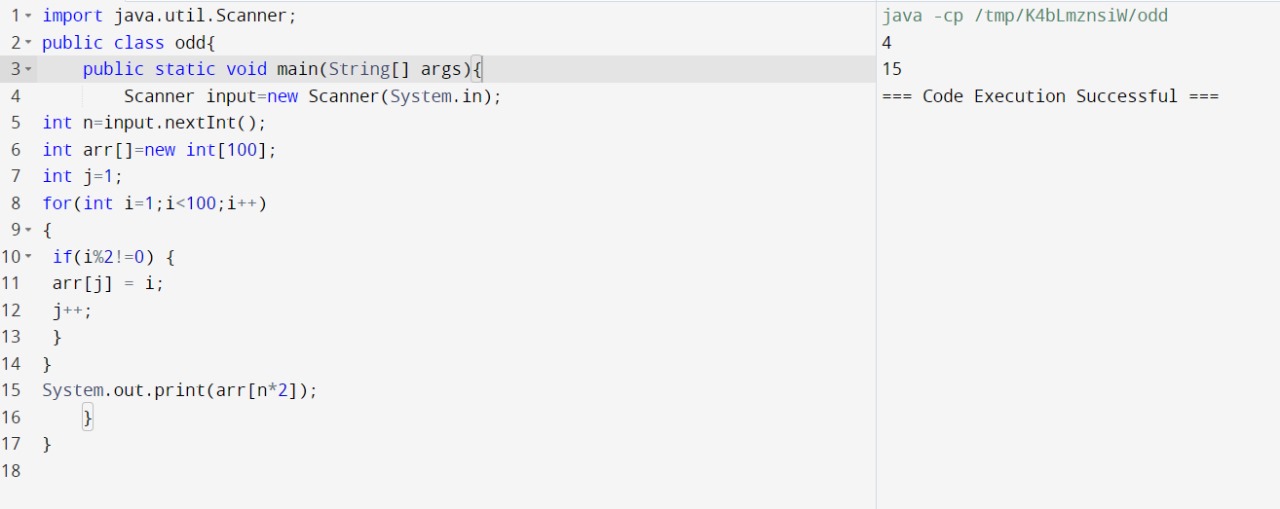 1 import java.util.Scanner;
2 public class odd{
3     public static void main(String[] args){
4         Scanner input=new Scanner(System.in);
5 int n=input.nextInt();
6 int arr[]=new int[100];
7 int j=1;
8 for(int i=1;i<100;i++)
9 {
10  if(i%2!=0) {
11  arr[j] = i;
12  j++;
13  }
14 }
15 System.out.print(arr[n*2]);
16     }
17 }
18
java -cp /tmp/K4bLmznsiW/odd
4
15
=== Code Execution Successful ===